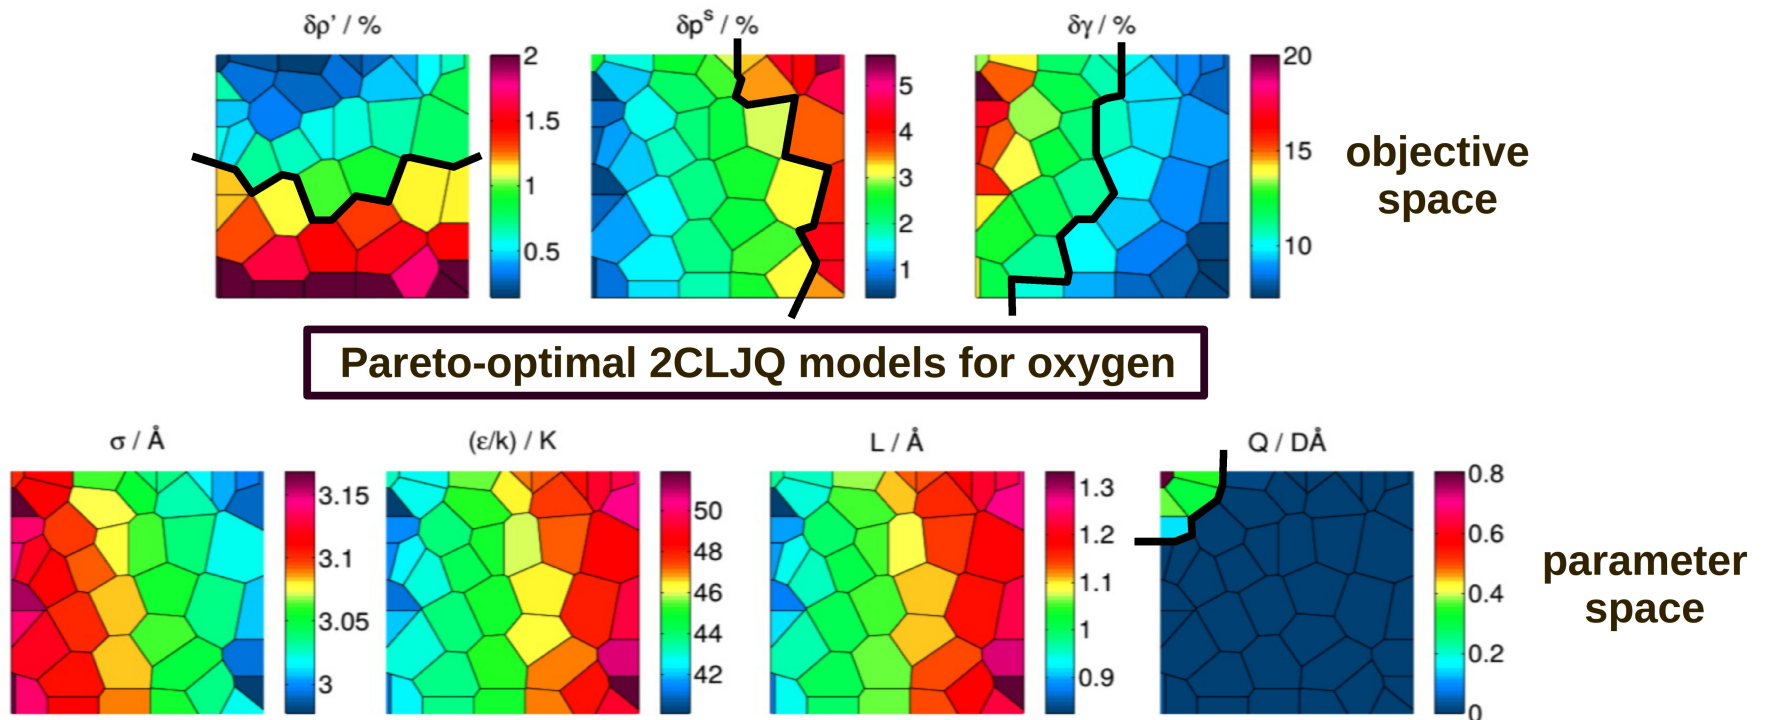 δρ' / %
δpˢ / %
δγ / %
2
1.5
1
0.5
5
4
3
2
1
20
15
10
objective
space
Pareto-optimal 2CLJQ models for oxygen
σ / Å
(ε/k) / K
L / Å
Q / DÅ
3.15
3.1
3.05
3
50
48
46
44
42
1.3
1.2
1.1
1
0.9
0.8
0.6
0.4
0.2
0
parameter
space